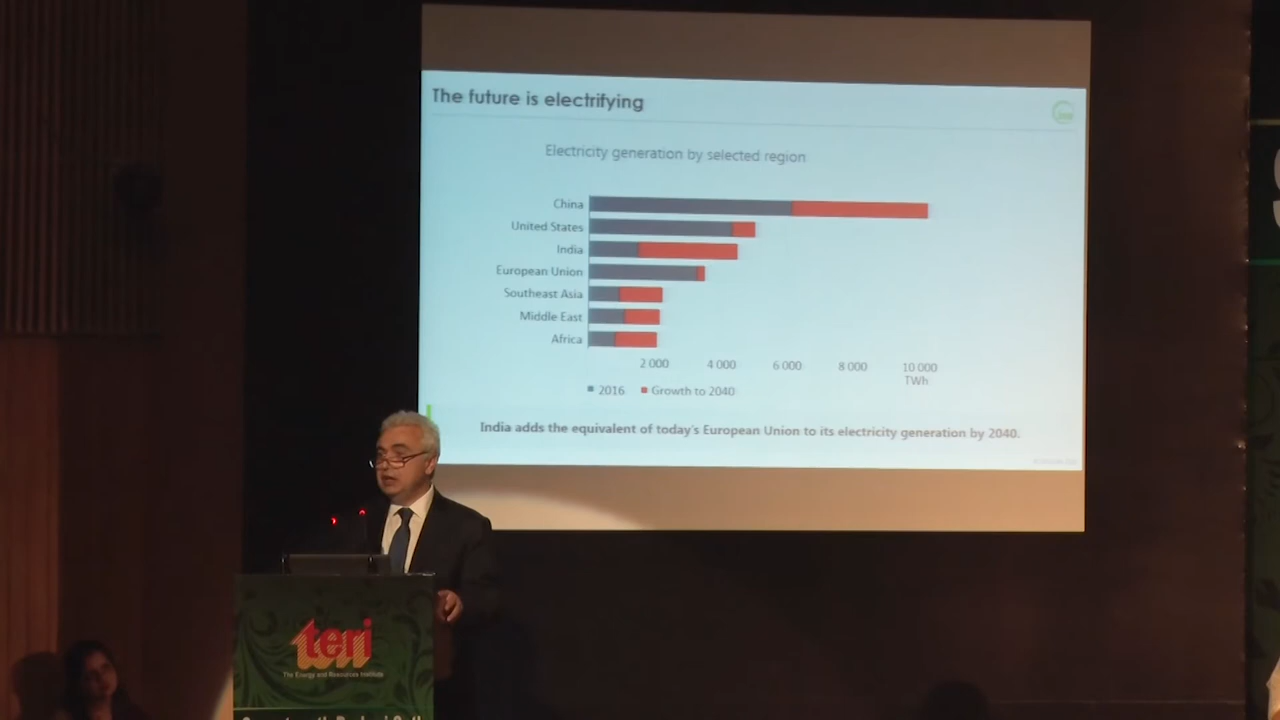 The future is electrifying
iea
Electricity generation by selected region
China
United States
India
European Union
Southeast Asia
Middle East
Africa
2 000 4 000 6 000 8 000 10 000
TWh
2016 Growth to 2040
India adds the equivalent of today's European Union to its electricity generation by 2040.
teri
The Energy and Resources Institute